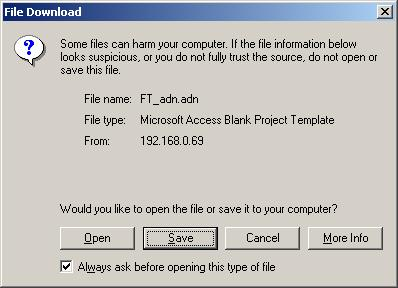 File Download
Some files can harm your computer. If the file information below
looks suspicious, or you do not fully trust the source, do not open or
save this file.
File name: FT_adn.adn
File type: Microsoft Access Blank Project Template
From: 192.168.0.69
Would you like to open the file or save it to your computer?
Open Save Cancel More Info
Always ask before opening this type of file